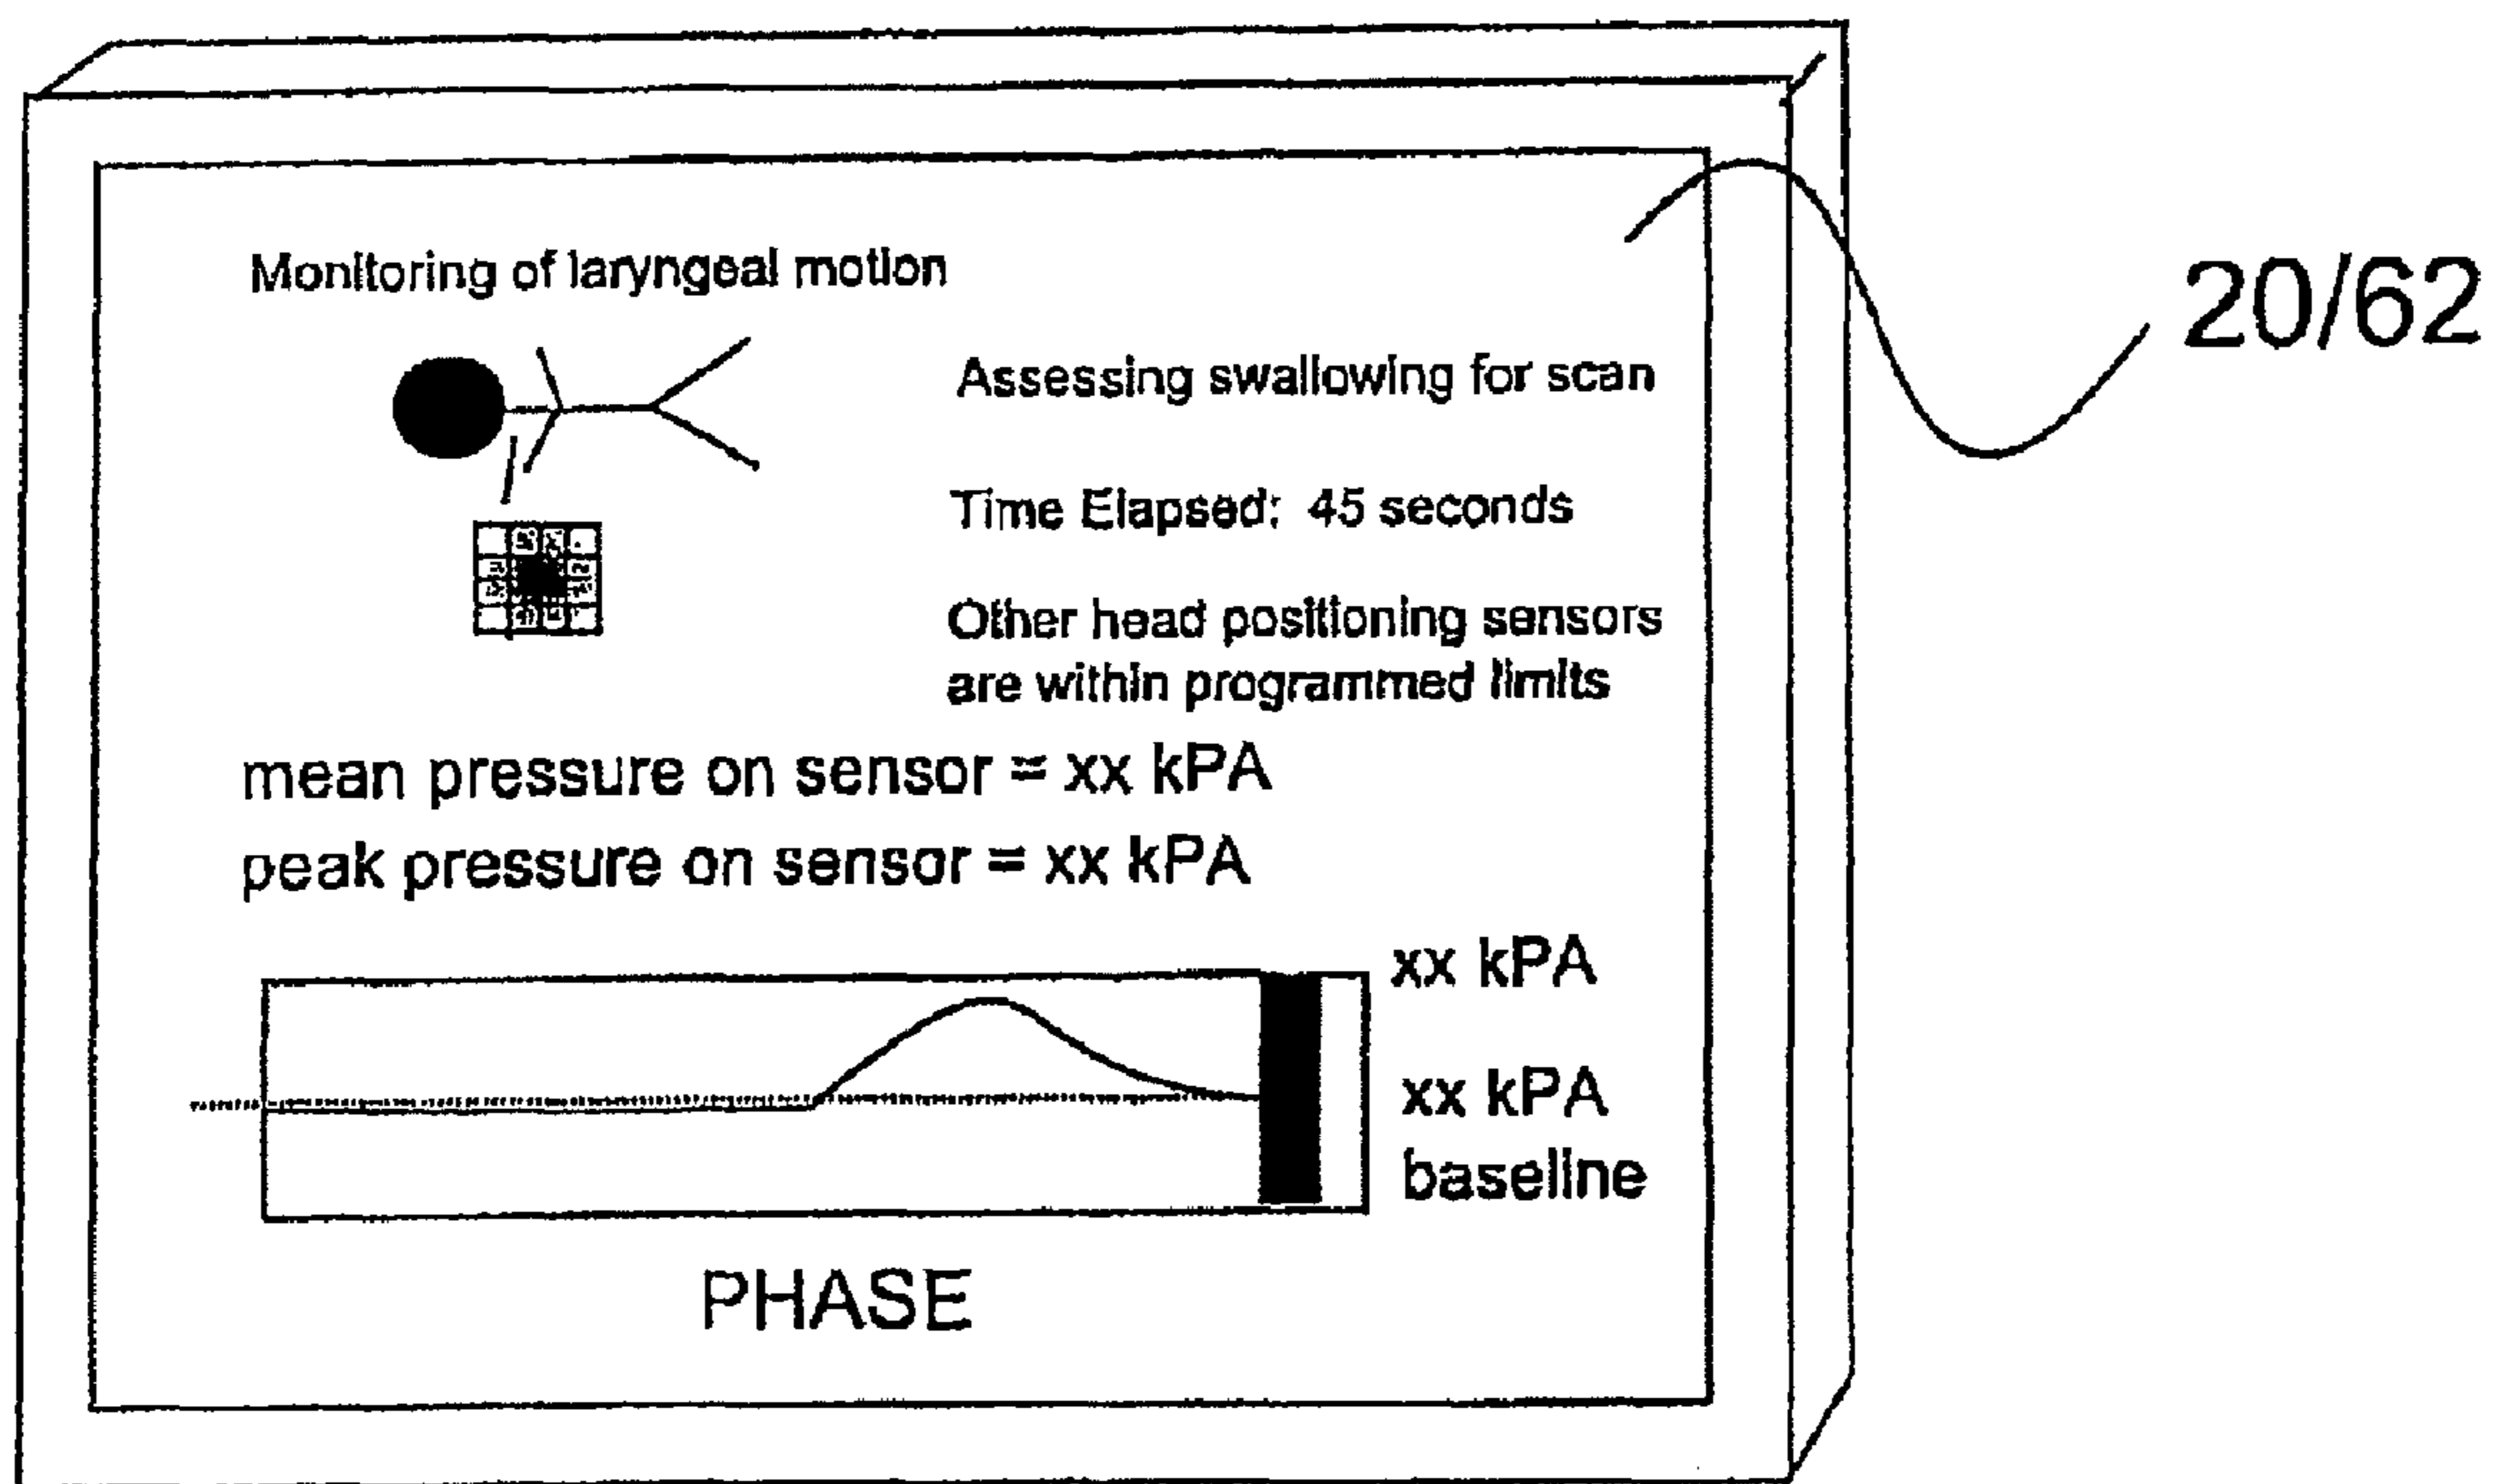 Monitoring of laryngeal motion
20/62
Assessing swallowing for scan
Time Elapsed: 45 seconds
Other head positioning sensors
are within programmed limits
mean pressure on sensor = xx kPA
peak pressure on sensor = xx kPA
xx kPA
xx kPA
baseline
PHASE